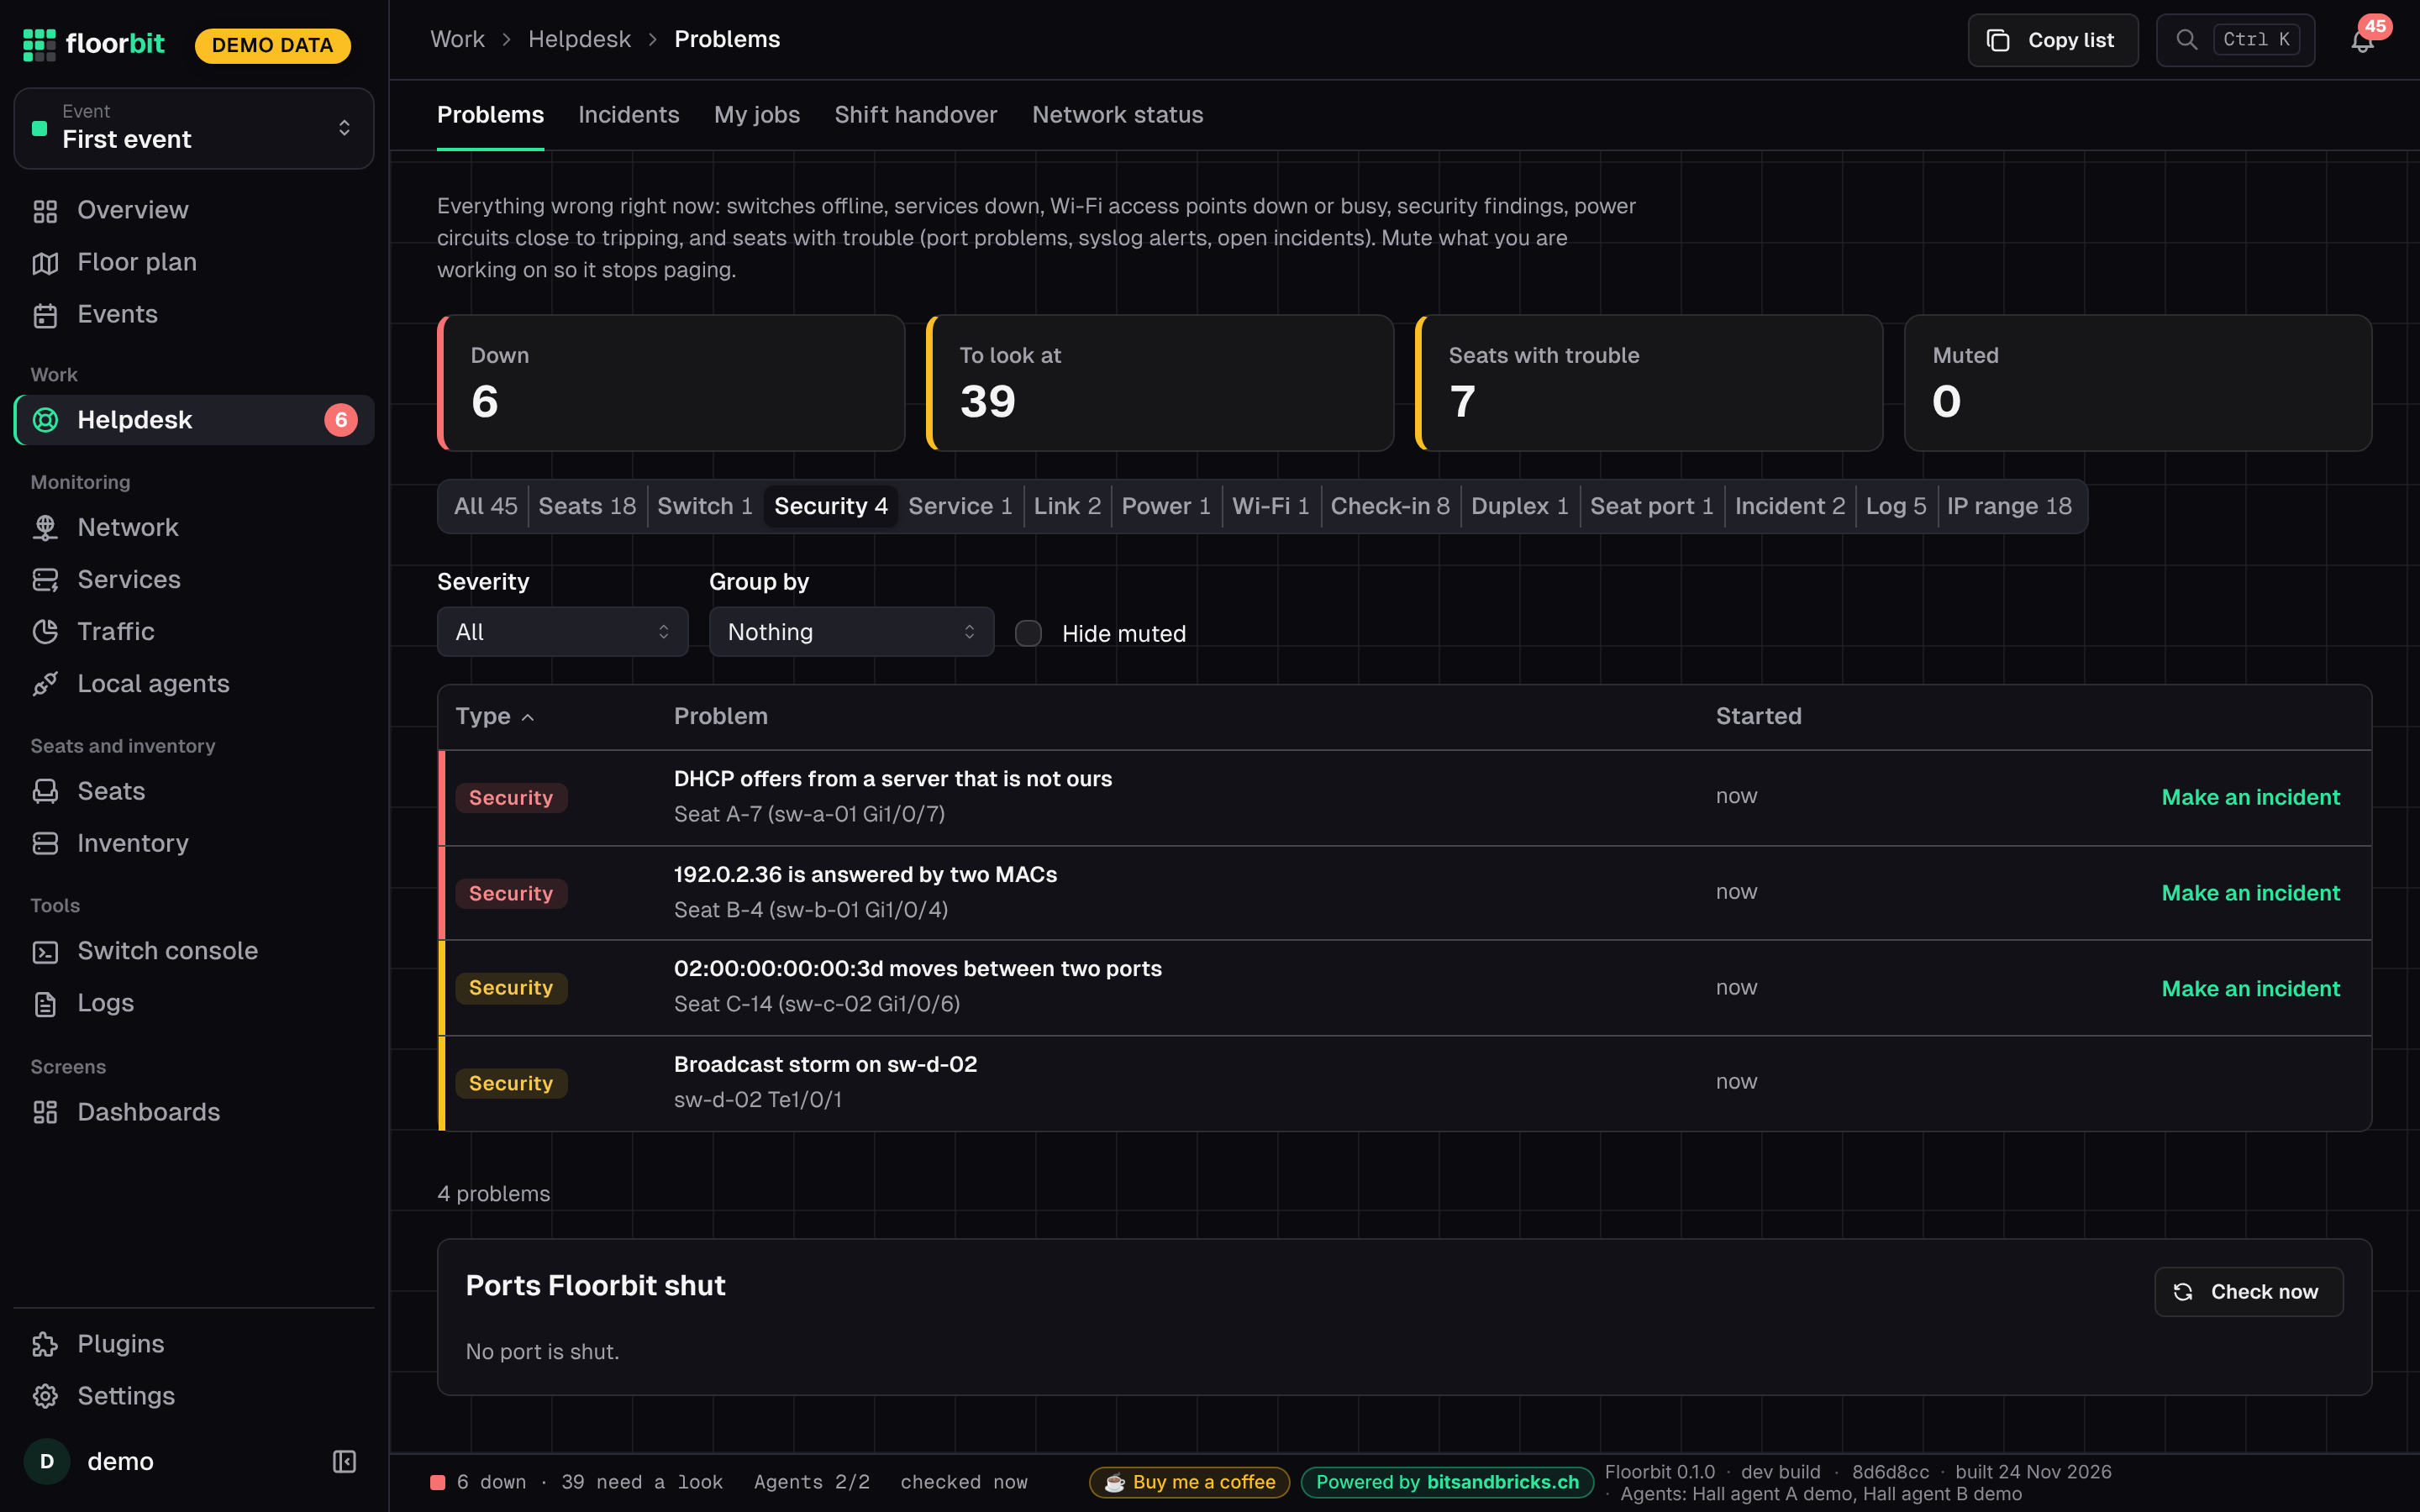 floorbit
DEMO DATA
Event
First event
Overview
Floor plan
Events
Work
Helpdesk
6
Monitoring
Network
Services
Traffic
Local agents
Seats and inventory
Seats
Inventory
Tools
Switch console
Logs
Screens
Dashboards
Plugins
Settings
D
demo
Work
Helpdesk
Problems
Copy list
Ctrl K
45
Problems
Incidents
My jobs
Shift handover
Network status
Everything wrong right now: switches offline, services down, Wi-Fi access points down or busy, security findings, power
circuits close to tripping, and seats with trouble (port problems, syslog alerts, open incidents). Mute what you are
working on so it stops paging.
Down
6
To look at
39
Seats with trouble
7
Muted
0
All 45
Seats 18
Switch 1
Security 4
Service 1
Link 2
Power 1
Wi-Fi 1
Check-in 8
Duplex 1
Seat port 1
Incident 2
Log 5
IP range 18
Severity
Group by
All
Nothing
Hide muted
Type
Problem
Started
Security
DHCP offers from a server that is not ours
Seat A-7 (sw-a-01 Gi1/0/7)
now
Make an incident
Security
192.0.2.36 is answered by two MACs
Seat B-4 (sw-b-01 Gi1/0/4)
now
Make an incident
Security
02:00:00:00:00:3d moves between two ports
Seat C-14 (sw-c-02 Gi1/0/6)
now
Make an incident
Security
Broadcast storm on sw-d-02
sw-d-02 Te1/0/1
now
4 problems
Ports Floorbit shut
Check now
No port is shut.
6 down · 39 need a look
Agents 2/2
checked now
Buy me a coffee
Powered by bitsandbricks.ch
Floorbit 0.1.0 · dev build · 8d6d8cc · built 24 Nov 2026
· Agents: Hall agent A demo, Hall agent B demo